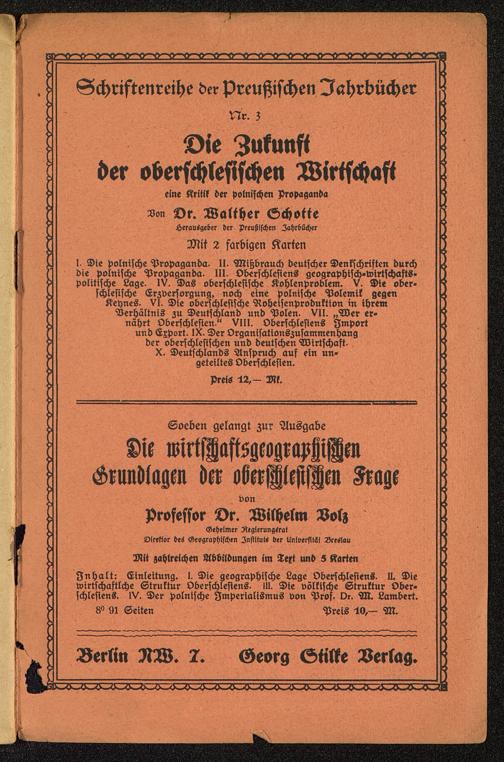 Schriftenreihe der Preußischen Jahrbücher
Nr. 3
Die Zukunft
der oberschlesischen Wirtschaft
eine Kritik der polnischen Propaganda
Von Dr. Walther Schotte
Herausgeber der Preußischen Jahrbücher
Mit 2 farbigen Karten
I. Die polnische Propaganda. II. Mißbrauch deutscher Denkschriften durch
die polnische Propaganda. III. Oberschlesiens geographisch-wirtschafts-
politische Lage. IV. Das oberschlesische Kohlenproblem. V. Die ober-
schlesische Erzversorgung, noch eine polnische Polemik gegen
Keynes. VI. Die oberschlesische Roheisenproduktion in ihrem
Verhältnis zu Deutschland und Polen. VII. „Wer er-
nährt Oberschlesien.“ VIII. Oberschlesiens Import
und Export. IX. Der Organisationszusammenhang
der oberschlesischen und deutschen Wirtschaft.
X. Deutschlands Anspruch auf ein un-
geteiltes Oberschlesien.
Preis 12,— Mk.
Soeben gelangt zur Ausgabe
Die wirtschaftsgeographischen
Grundlagen der oberschlesischen Frage
von
Professor Dr. Wilhelm Volz
Geheimer Regierungsrat
Direktor des Geographischen Instituts der Universität Breslau
Mit zahlreichen Abbildungen im Text und 5 Karten
Inhalt: Einleitung. I. Die geographische Lage Oberschlesiens. II. Die
wirtschaftliche Struktur Oberschlesiens. III. Die völkische Struktur Ober-
schlesiens. IV. Der polnische Imperialismus von Prof. Dr. M. Lambert.
8° 91 Seiten Preis 10,— M.
Berlin NW. 7. Georg Stilke Verlag.